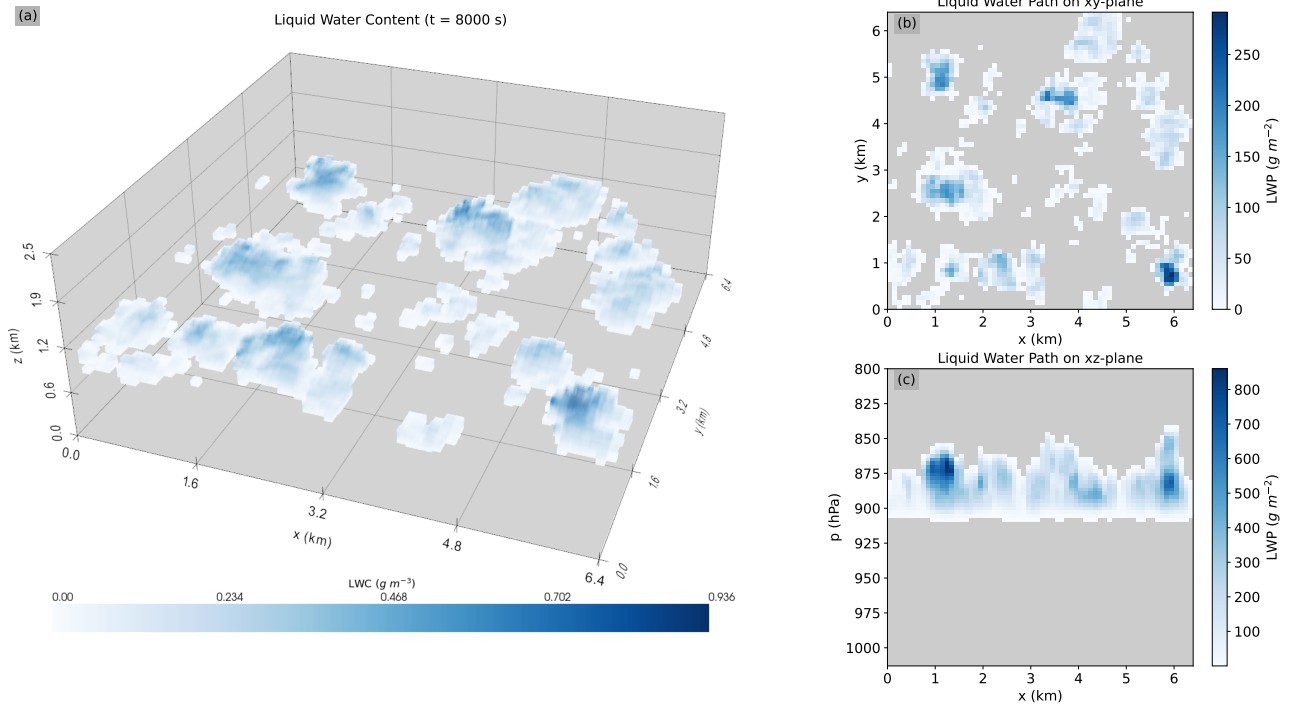 (a)
Liquid Water Content (t = 8000 s)
2.5
1.9
1.2
0.6
0.0
z (km)
0.0
1.6
3.2
4.8
6.4
x (km)
0.0
1.6
3.2
4.8
6.4
y (km)
LWC (g m⁻³)
0.00 0.234 0.468 0.702 0.936
Liquid Water Path on xy-plane
(b)
6
5
4
3
2
1
0
y (km)
0 1 2 3 4 5 6
x (km)
250
200
150
100
50
0
LWP (g m⁻²)
Liquid Water Path on xz-plane
(c)
800
825
850
875
900
925
950
975
1000
p (hPa)
0 1 2 3 4 5 6
x (km)
800
700
600
500
400
300
200
100
LWP (g m⁻²)